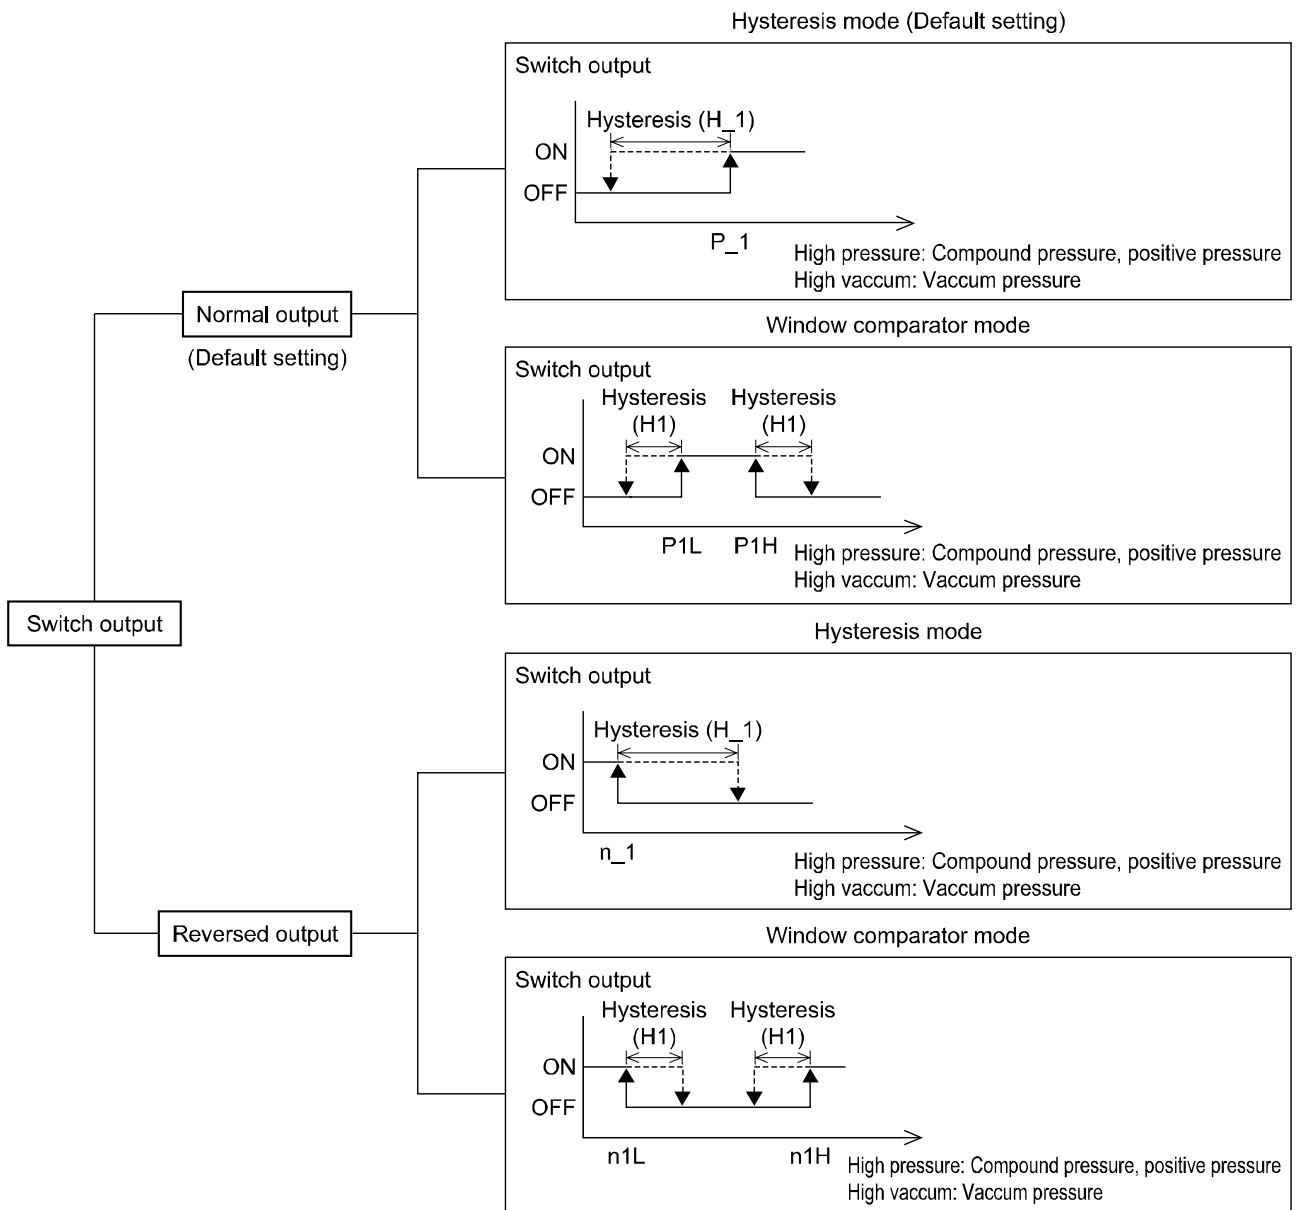 Hysteresis mode (Default setting)
Switch output
Hysteresis (H_1)
ON
OFF
P_1
High pressure: Compound pressure, positive pressure
High vaccum: Vaccum pressure
Normal output
(Default setting)
Window comparator mode
Switch output
Hysteresis Hysteresis
(H1) (H1)
ON
OFF
P1L P1H
High pressure: Compound pressure, positive pressure
High vaccum: Vaccum pressure
Switch output
Hysteresis mode
Switch output
Hysteresis (H_1)
ON
OFF
n_1
High pressure: Compound pressure, positive pressure
High vaccum: Vaccum pressure
Reversed output
Window comparator mode
Switch output
Hysteresis Hysteresis
(H1) (H1)
ON
OFF
n1L n1H
High pressure: Compound pressure, positive pressure
High vaccum: Vaccum pressure